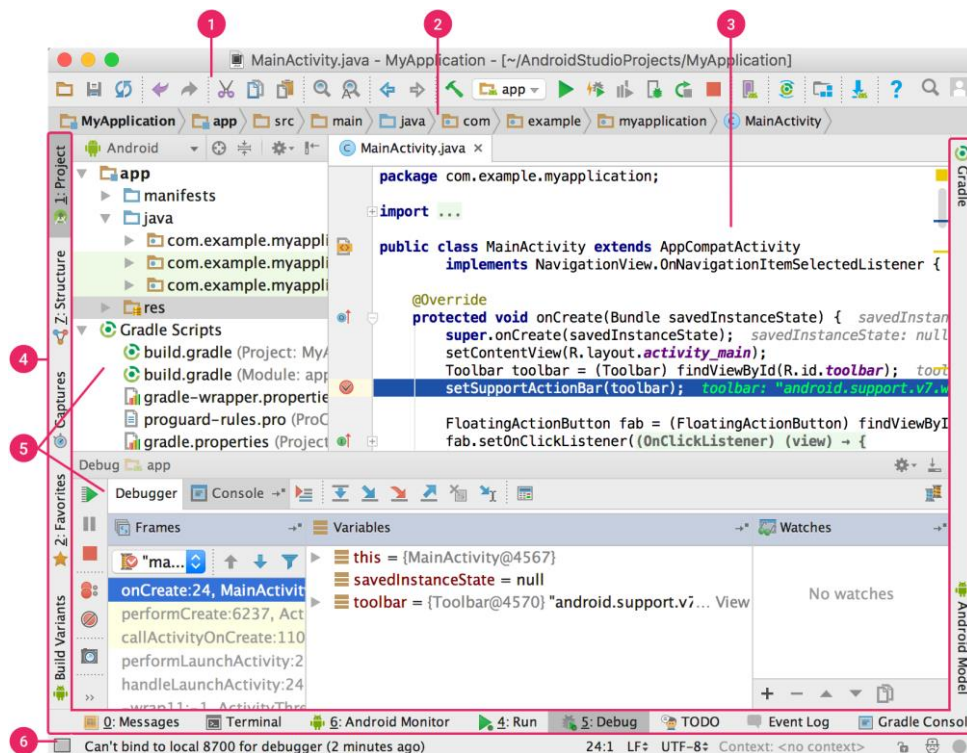 1
2
3
MainActivity.java - MyApplication - [~/AndroidStudioProjects/MyApplication]
app
MyApplication app src main java com example myapplication MainActivity
1: Project
Z: Structure
Captures
2: Favorites
Build Variants
Android
app
manifests
java
com.example.myappli
com.example.myappli
com.example.myappli
res
Gradle Scripts
build.gradle (Project: MyA
build.gradle (Module: app
gradle-wrapper.propertie
proguard-rules.pro (ProC
gradle.properties (Project
MainActivity.java
package com.example.myapplication;
import ...
public class MainActivity extends AppCompatActivity
implements NavigationView.OnNavigationItemSelectedListener {
@Override
protected void onCreate(Bundle savedInstanceState) { savedInstan
super.onCreate(savedInstanceState); savedInstanceState: null
setContentView(R.layout.activity_main);
Toolbar toolbar = (Toolbar) findViewById(R.id.toolbar); tool
setSupportActionBar(toolbar); toolbar: "android.support.v7.w
FloatingActionButton fab = (FloatingActionButton) findViewByI
fab.setOnClickListener((OnClickListener) (view) → {
Gradle
Android Model
4
5
Debug app
Debugger Console
Frames
"ma...
onCreate:24, MainActivit
performCreate:6237, Act
callActivityOnCreate:110
performLaunchActivity:2
handleLaunchActivity:24
-wrap11:-1, ActivityThre
Variables
this = {MainActivity@4567}
savedInstanceState = null
toolbar = {Toolbar@4570} "android.support.v7... View
Watches
No watches
0: Messages Terminal 6: Android Monitor 4: Run 5: Debug TODO Event Log Gradle Consol
6
Can't bind to local 8700 for debugger (2 minutes ago) 24:1 LF UTF-8 Context: <no context>